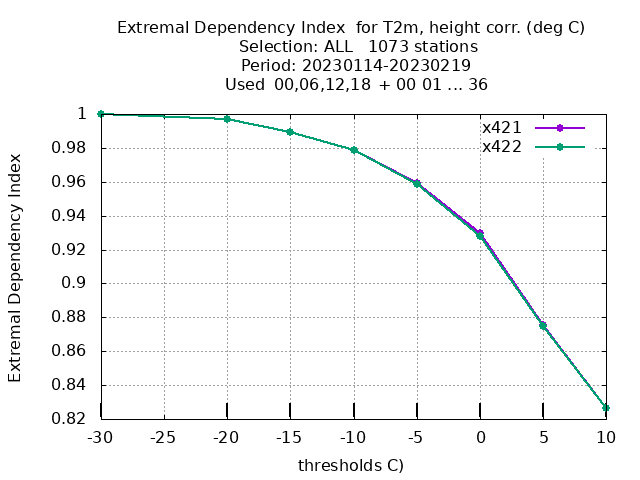 Extremal Dependency Index  for T2m, height corr. (deg C)
Selection: ALL   1073 stations
Period: 20230114-20230219
Used  00,06,12,18  + 00 01 ... 36
Extremal Dependency Index
1
0.98
0.96
0.94
0.92
0.9
0.88
0.86
0.84
0.82
x421
x422
-30 -25 -20 -15 -10 -5 0 5 10
thresholds C)